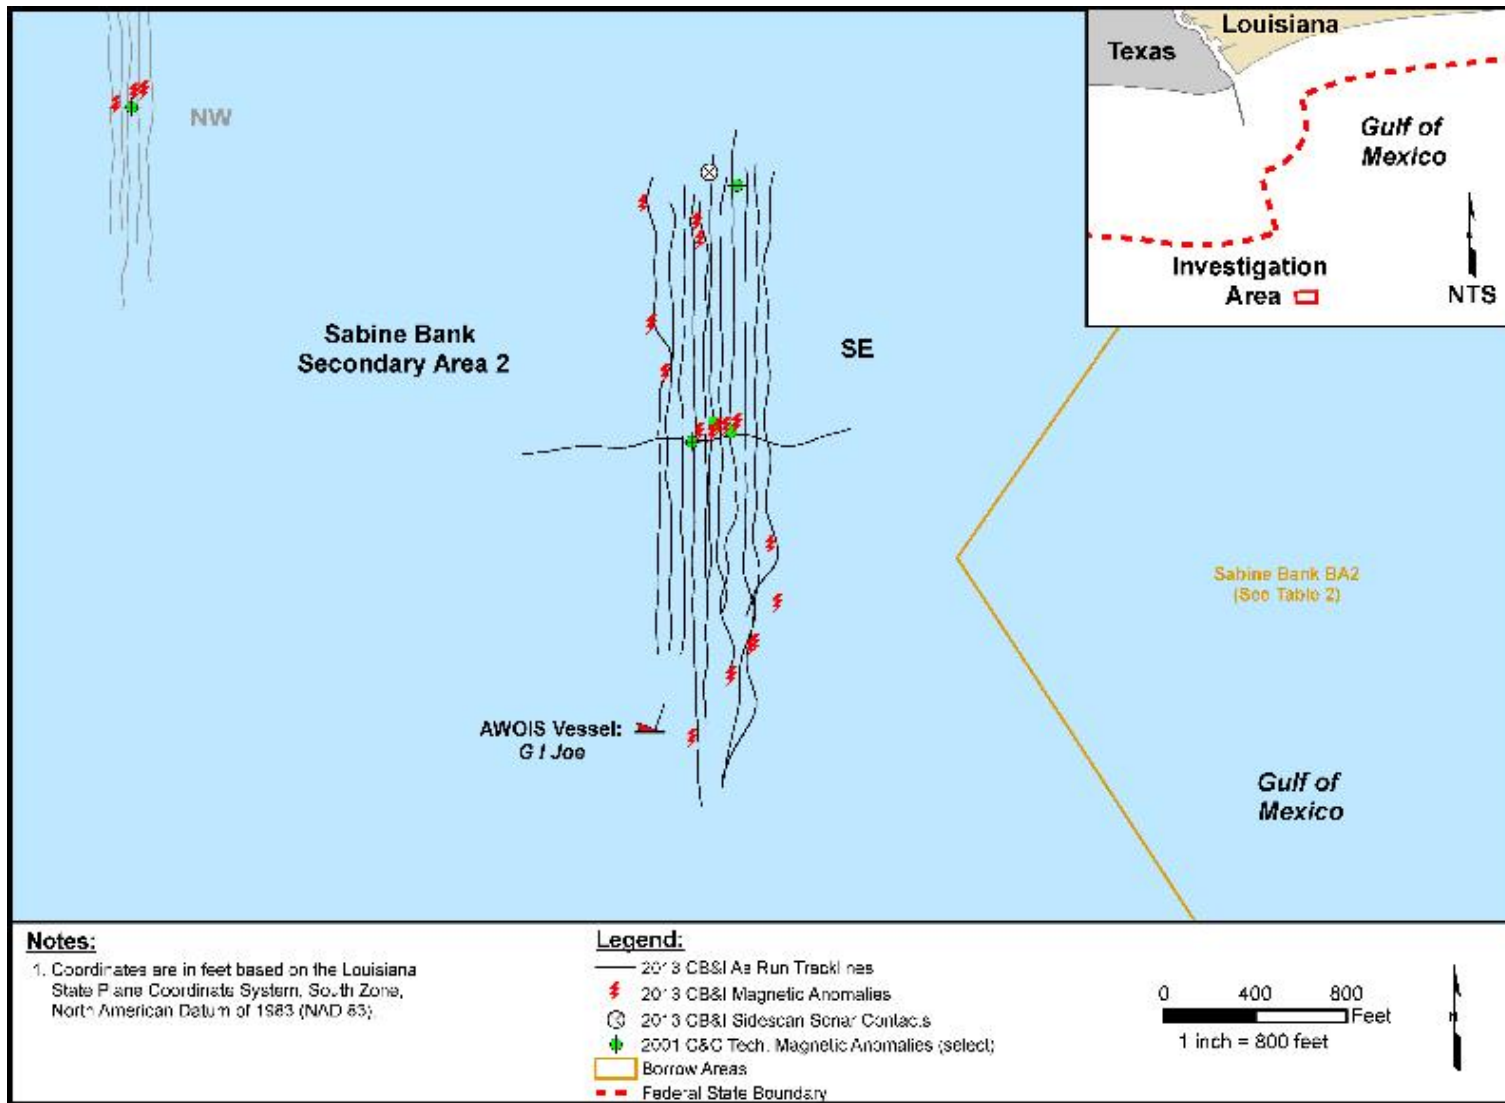 Louisiana
Texas
Gulf of
Mexico
Investigation
Area
NTS
NW
Sabine Bank
Secondary Area 2
SE
Sabine Bank BA2
(See Table 2)
AWOIS Vessel:
G I Joe
Gulf of
Mexico
Notes:
1. Coordinates are in feet based on the Louisiana
State Plane Coordinate System, South Zone,
North American Datum of 1983 (NAD 83).
Legend:
2013 CB&I As Run Tracklines
2013 CB&I Magnetic Anomalies
2013 CB&I Sidescan Sonar Contacts
2001 C&C Tech. Magnetic Anomalies (select)
Borrow Areas
Federal State Boundary
0 400 800
Feet
1 inch = 800 feet
N